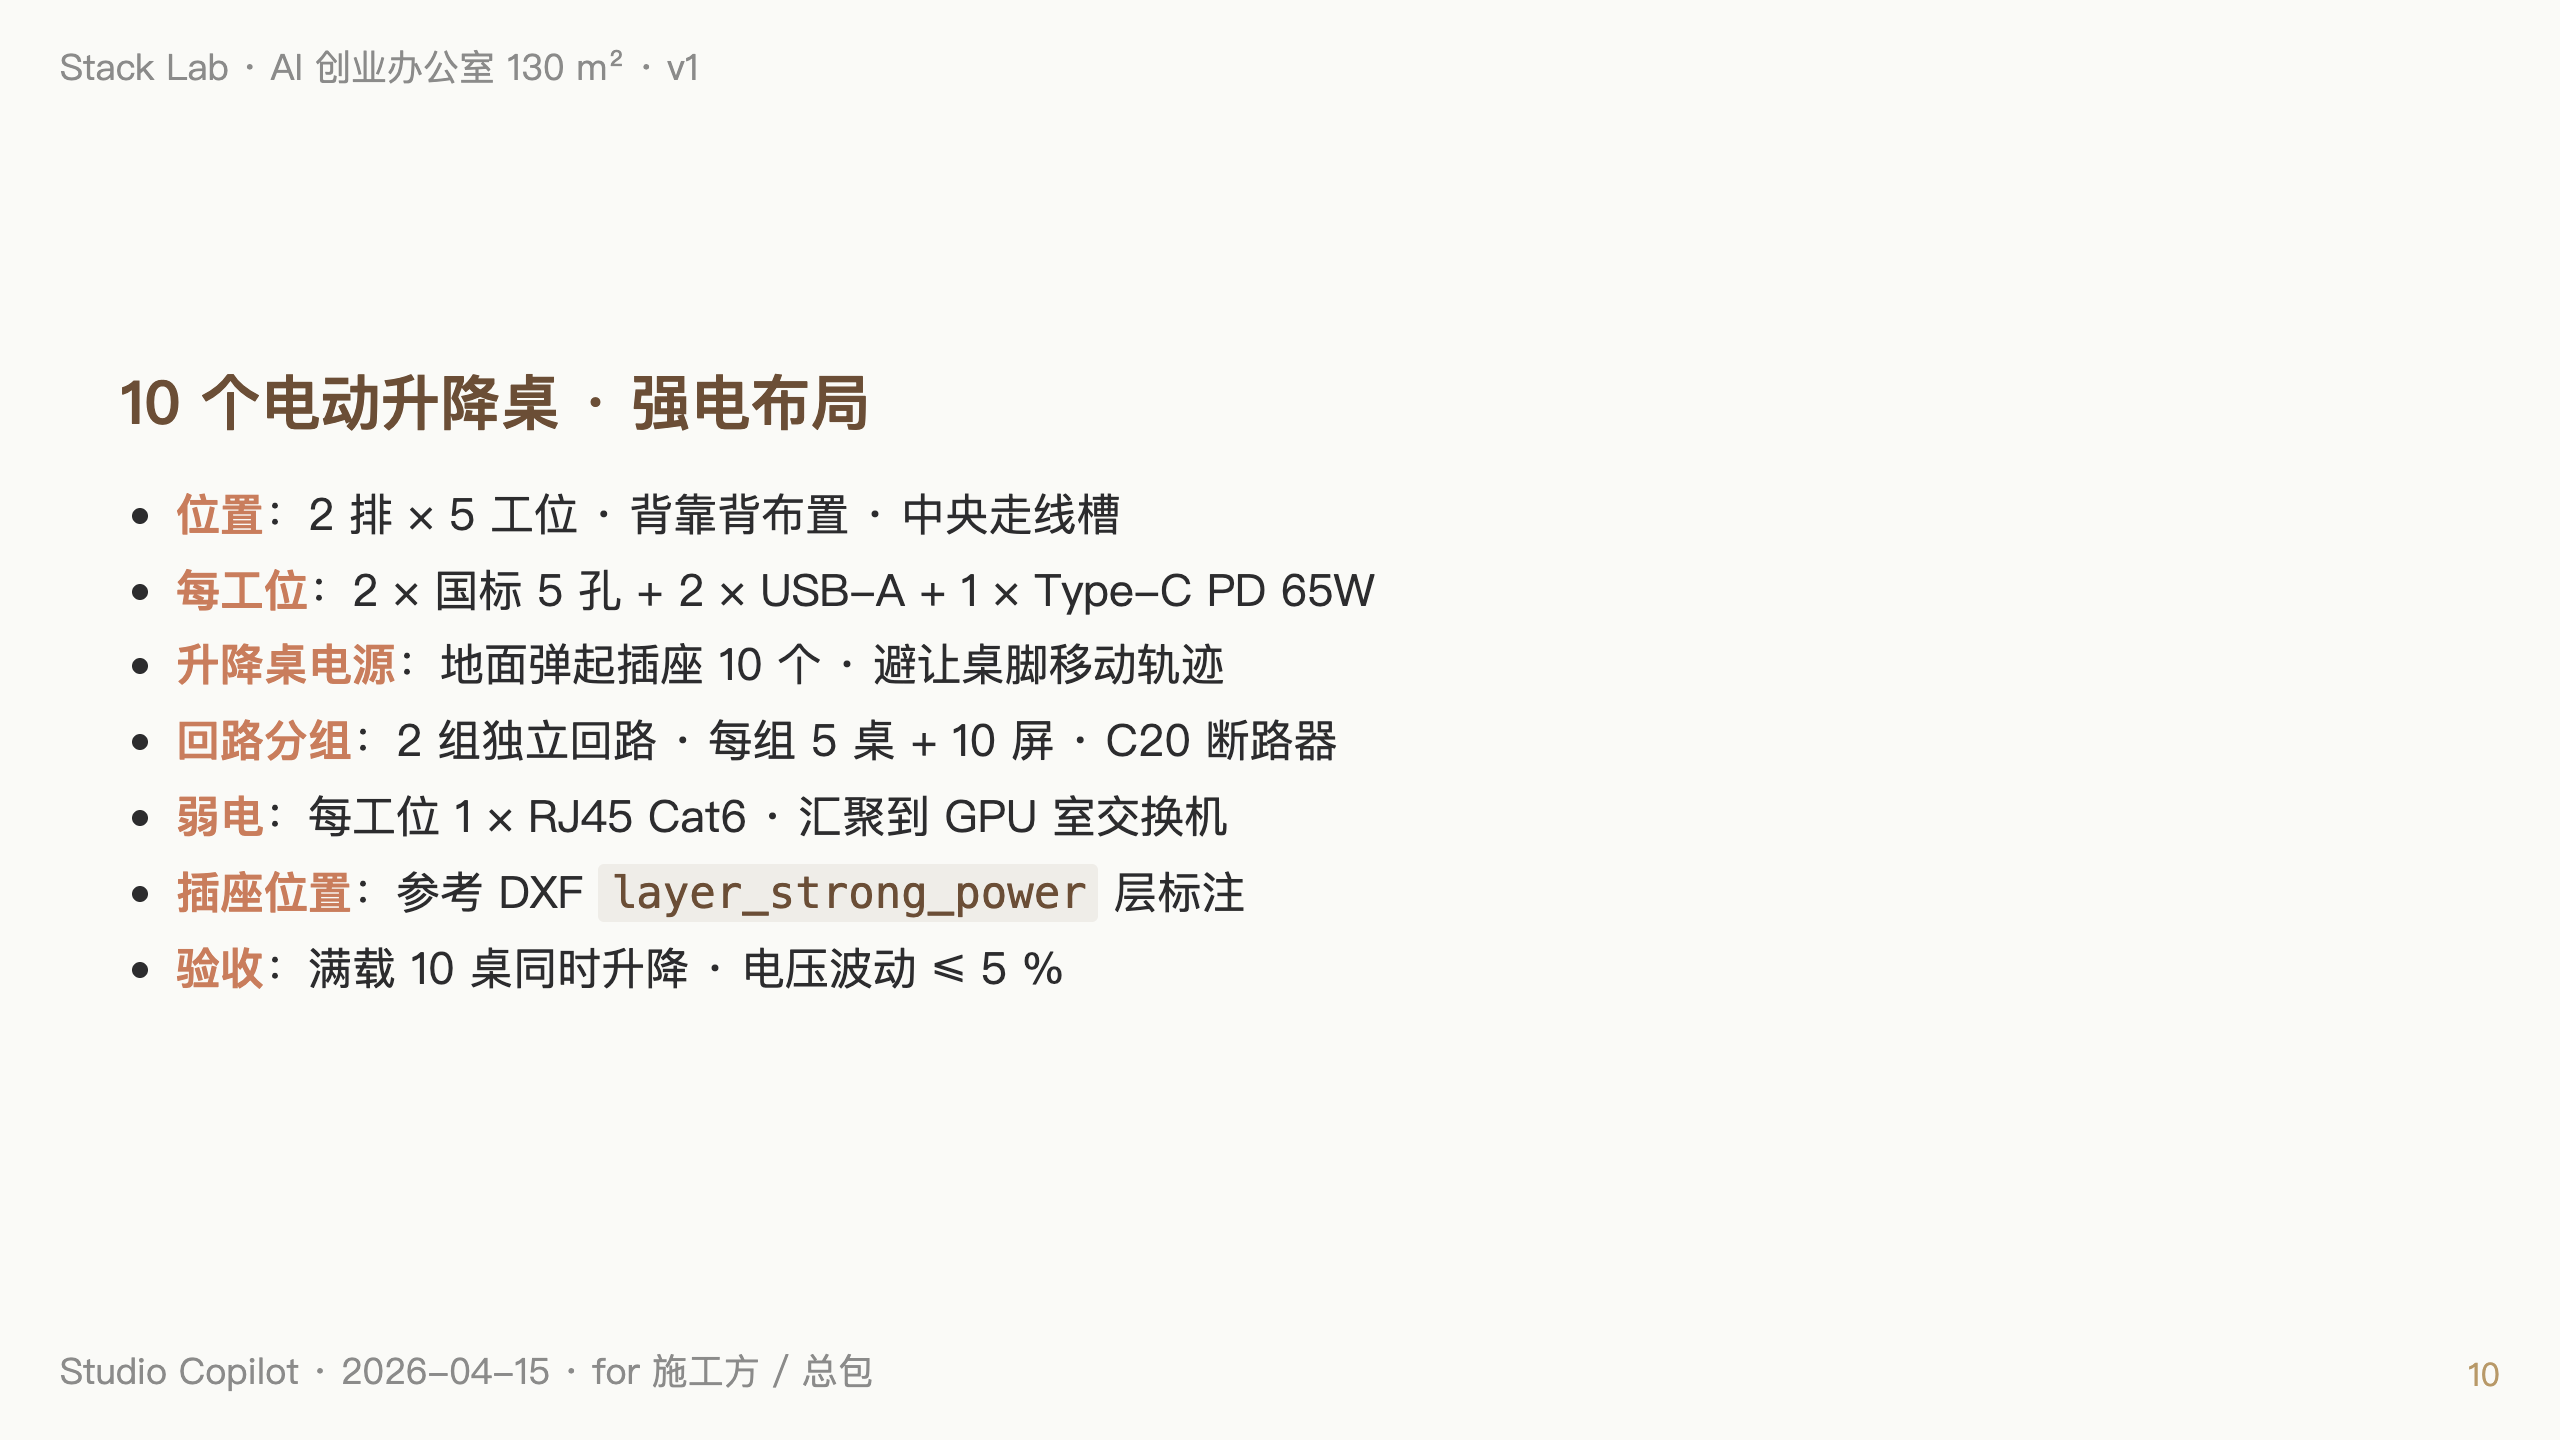 Stack Lab · AI 创业办公室 130 m² · v1
10 个电动升降桌 · 强电布局
• 位置：2 排 × 5 工位 · 背靠背布置 · 中央走线槽
• 每工位：2 × 国标 5 孔 + 2 × USB-A + 1 × Type-C PD 65W
• 升降桌电源：地面弹起插座 10 个 · 避让桌脚移动轨迹
• 回路分组：2 组独立回路 · 每组 5 桌 + 10 屏 · C20 断路器
• 弱电：每工位 1 × RJ45 Cat6 · 汇聚到 GPU 室交换机
• 插座位置：参考 DXF layer_strong_power 层标注
• 验收：满载 10 桌同时升降 · 电压波动 ⩽ 5 %
Studio Copilot · 2026-04-15 · for 施工方 / 总包
10